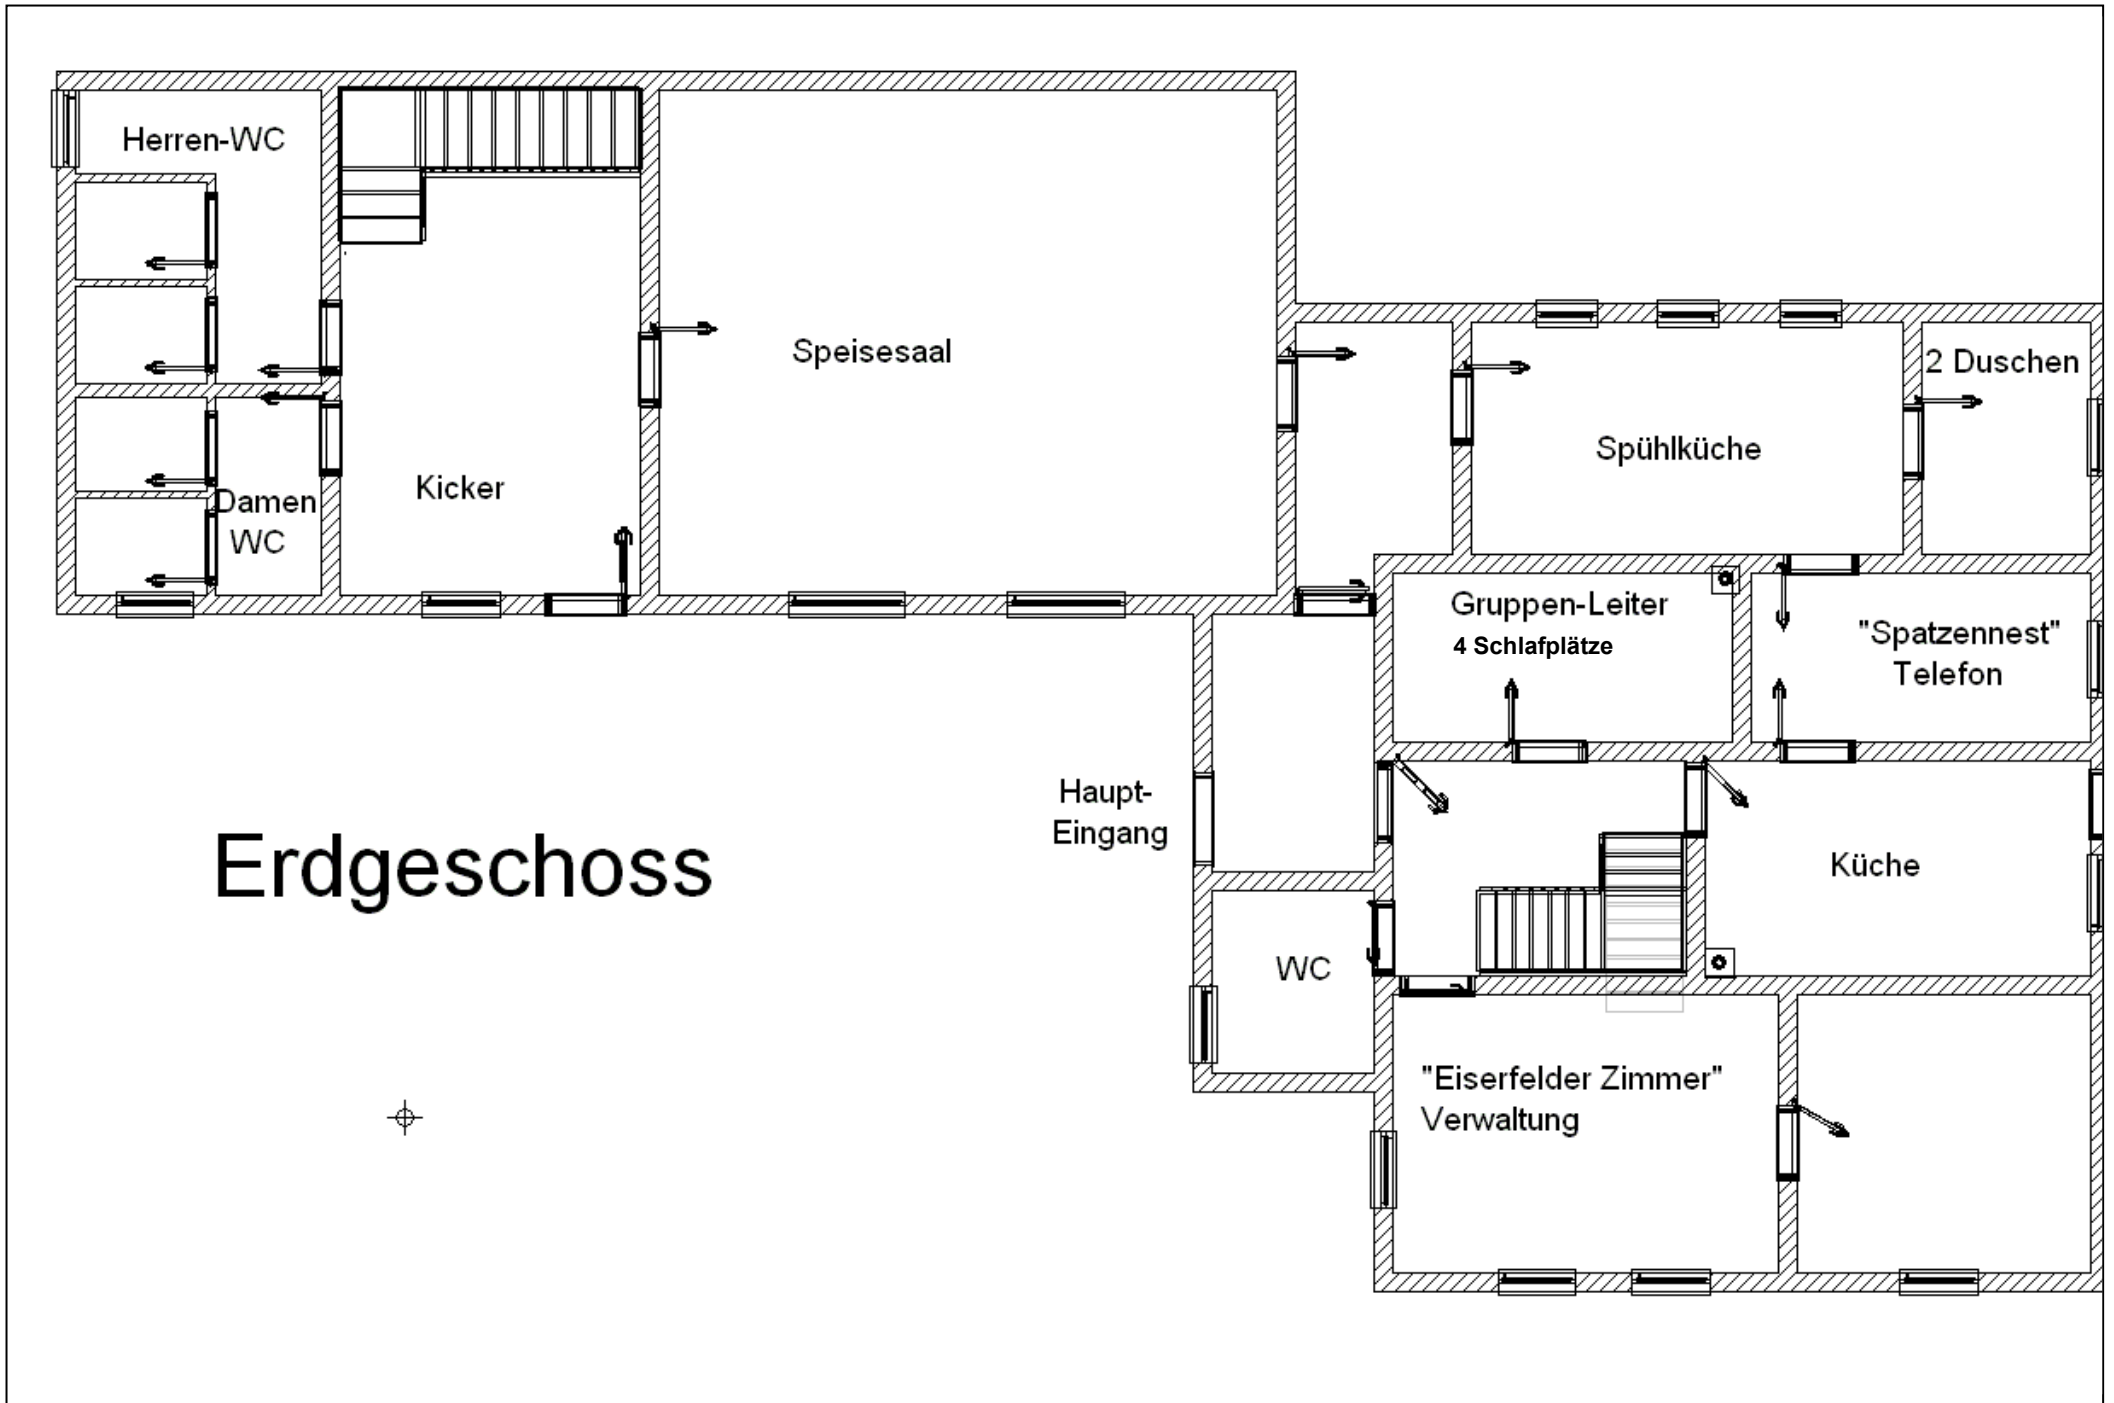 Herren-WC
Speisesaal
2 Duschen
Spühlküche
Kicker
Damen
WC
Gruppen-Leiter
4 Schlafplätze
"Spatzennest"
Telefon
Haupt-
Eingang
Küche
Erdgeschoss
WC
"Eiserfelder Zimmer"
Verwaltung